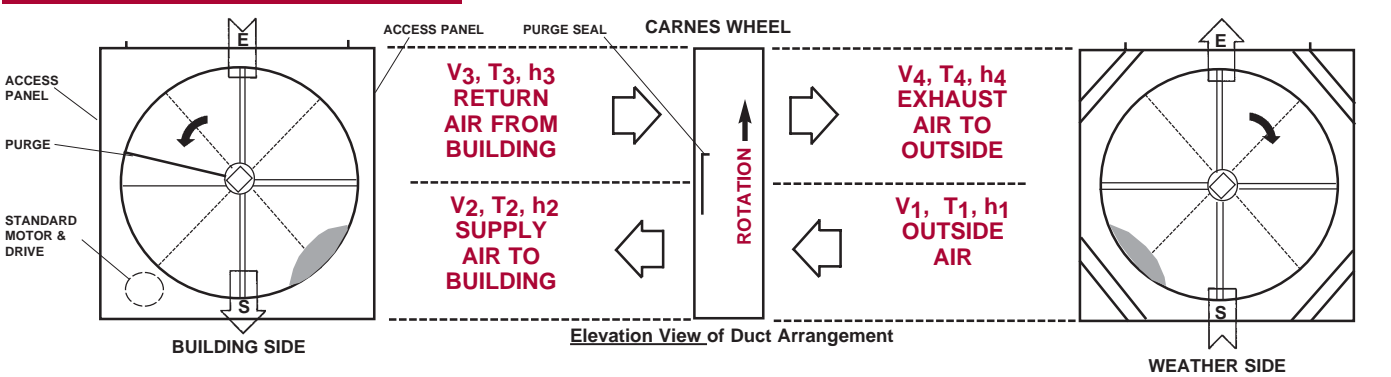 E
ACCESS
PANEL
PURGE
STANDARD
MOTOR &
DRIVE
S
BUILDING SIDE
ACCESS PANEL
PURGE SEAL
CARNES WHEEL
V3, T3, h3
RETURN
AIR FROM
BUILDING
V2, T2, h2
SUPPLY
AIR TO
BUILDING
ROTATION
V4, T4, h4
EXHAUST
AIR TO
OUTSIDE
V1, T1, h1
OUTSIDE
AIR
Elevation View of Duct Arrangement
E
S
WEATHER SIDE